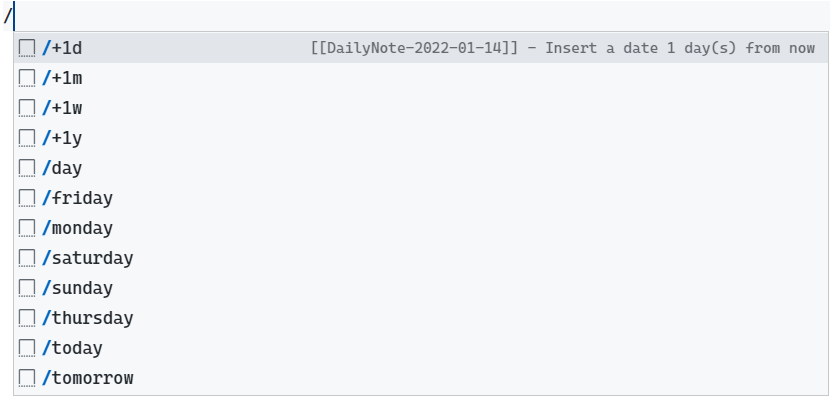 /
/+1d [[DailyNote-2022-01-14]] - Insert a date 1 day(s) from now
/+1m
/+1w
/+1y
/day
/friday
/monday
/saturday
/sunday
/thursday
/today
/tomorrow